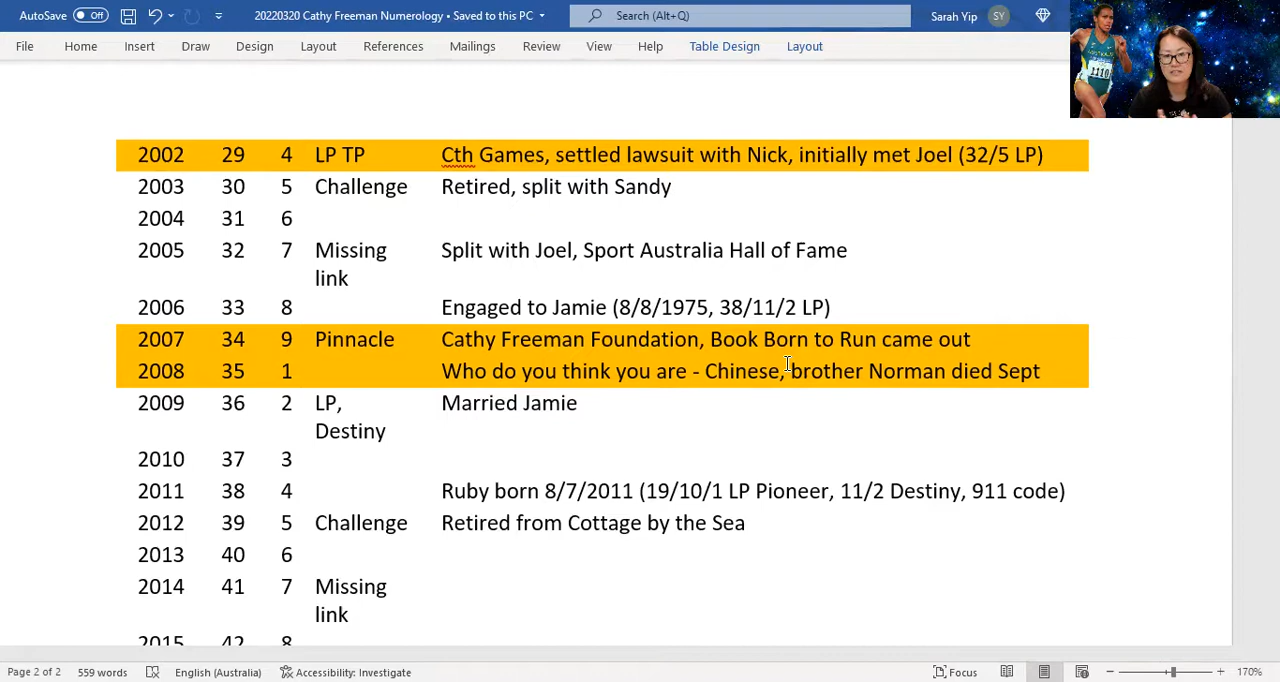 AutoSave Off 20220320 Cathy Freeman Numerology • Saved to this PC Search (Alt+Q) Sarah Yip SY
File Home Insert Draw Design Layout References Mailings Review View Help Table Design Layout
1110
2002 29 4 LP TP Cth Games, settled lawsuit with Nick, initially met Joel (32/5 LP)
2003 30 5 Challenge Retired, split with Sandy
2004 31 6
2005 32 7 Missing Split with Joel, Sport Australia Hall of Fame
link
2006 33 8 Engaged to Jamie (8/8/1975, 38/11/2 LP)
2007 34 9 Pinnacle Cathy Freeman Foundation, Book Born to Run came out
2008 35 1 Who do you think you are - Chinese, brother Norman died Sept
2009 36 2 LP, Married Jamie
Destiny
2010 37 3
2011 38 4 Ruby born 8/7/2011 (19/10/1 LP Pioneer, 11/2 Destiny, 911 code)
2012 39 5 Challenge Retired from Cottage by the Sea
2013 40 6
2014 41 7 Missing
link
2015 42 8
Page 2 of 2 559 words English (Australia) Accessibility: Investigate Focus 170%